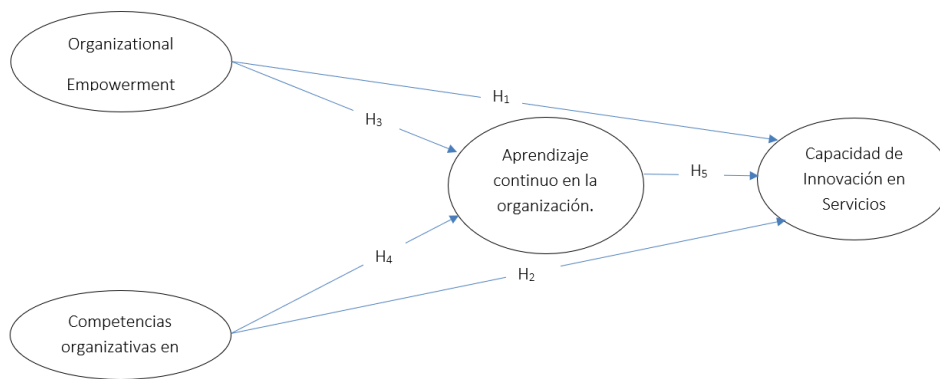 Organizational
Empowerment
H₁
H₃
Aprendizaje
continuo en la
organización.
Capacidad de
Innovación en
Servicios
H₅
H₄
H₂
Competencias
organizativas en